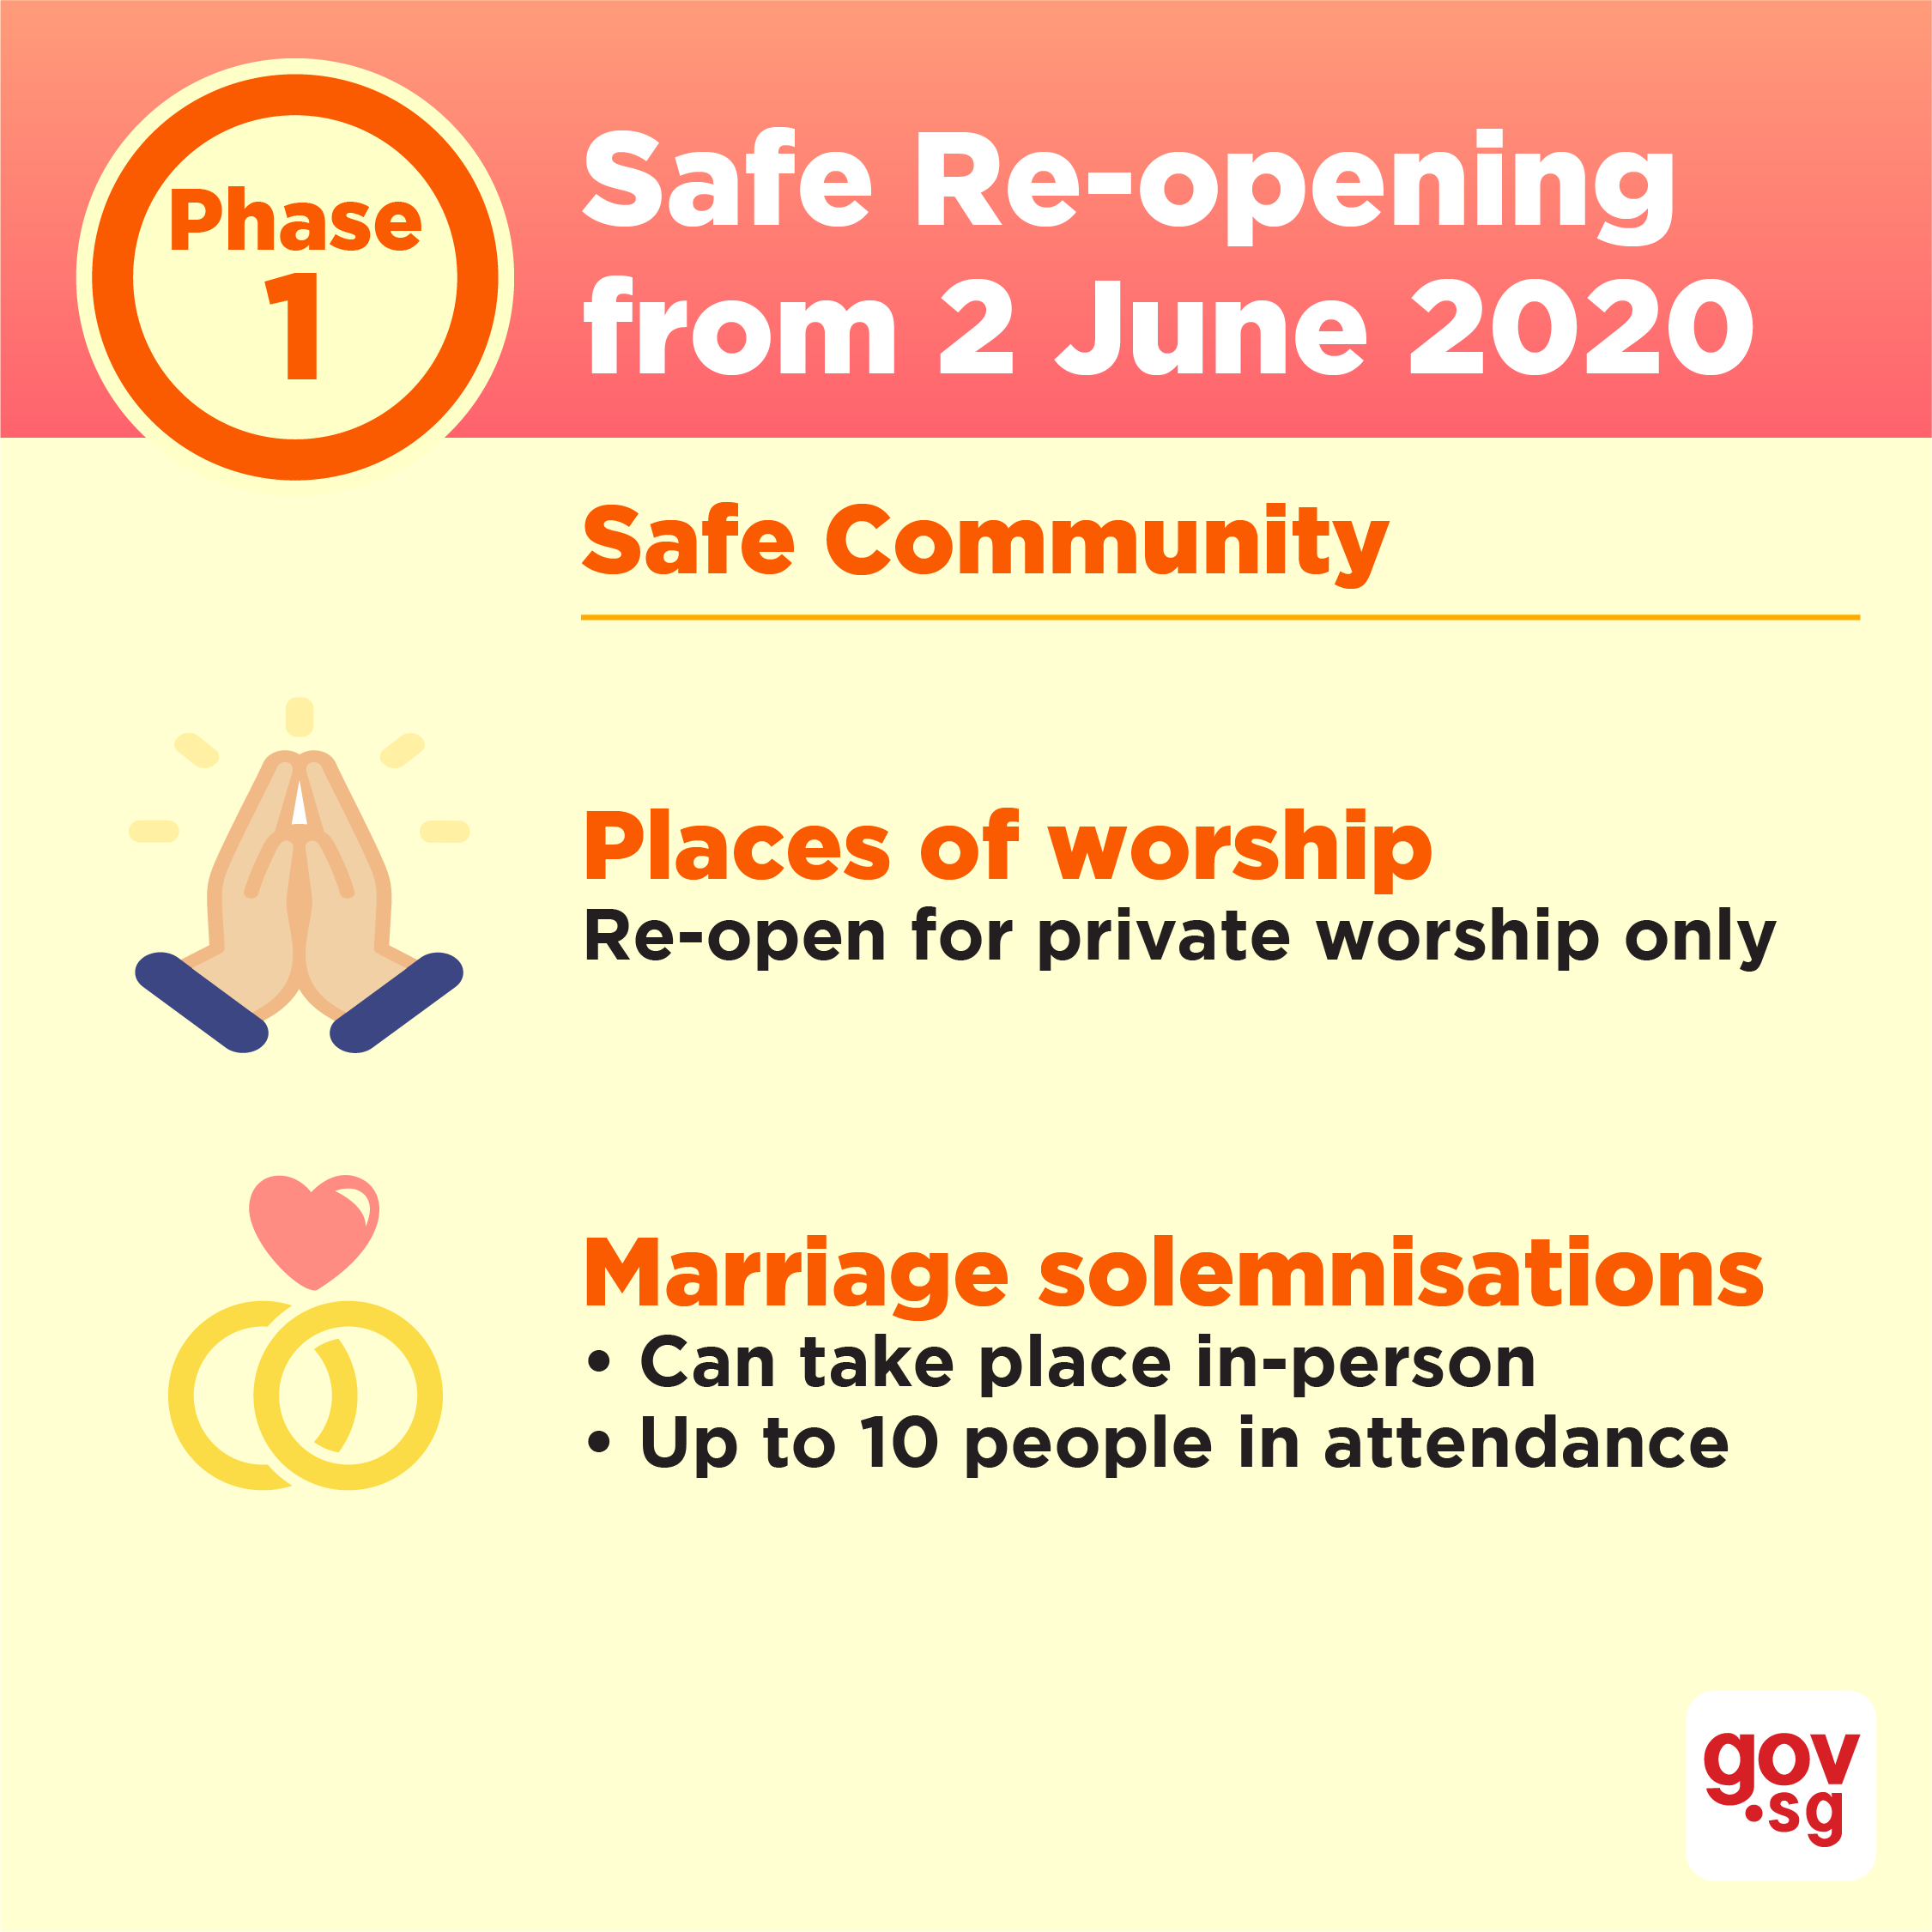 Phase
1
Safe Re-opening
from 2 June 2020
Safe Community
Places of worship
Re-open for private worship only
Marriage solemnisations
• Can take place in-person
• Up to 10 people in attendance
gov
.sg